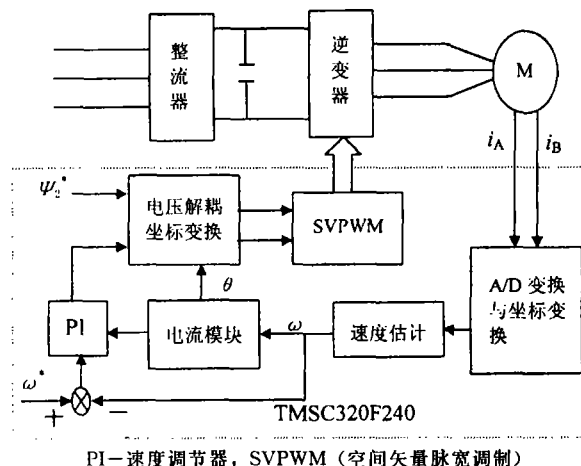 整流器
逆变器
M
i_A
i_B
Ψ₂*
电压解耦
坐标变换
SVPWM
θ
A/D 变换
与坐标变
换
PI
电流模块
ω
速度估计
ω*
+
−
TMSC320F240
PI－速度调节器，SVPWM（空间矢量脉宽调制）